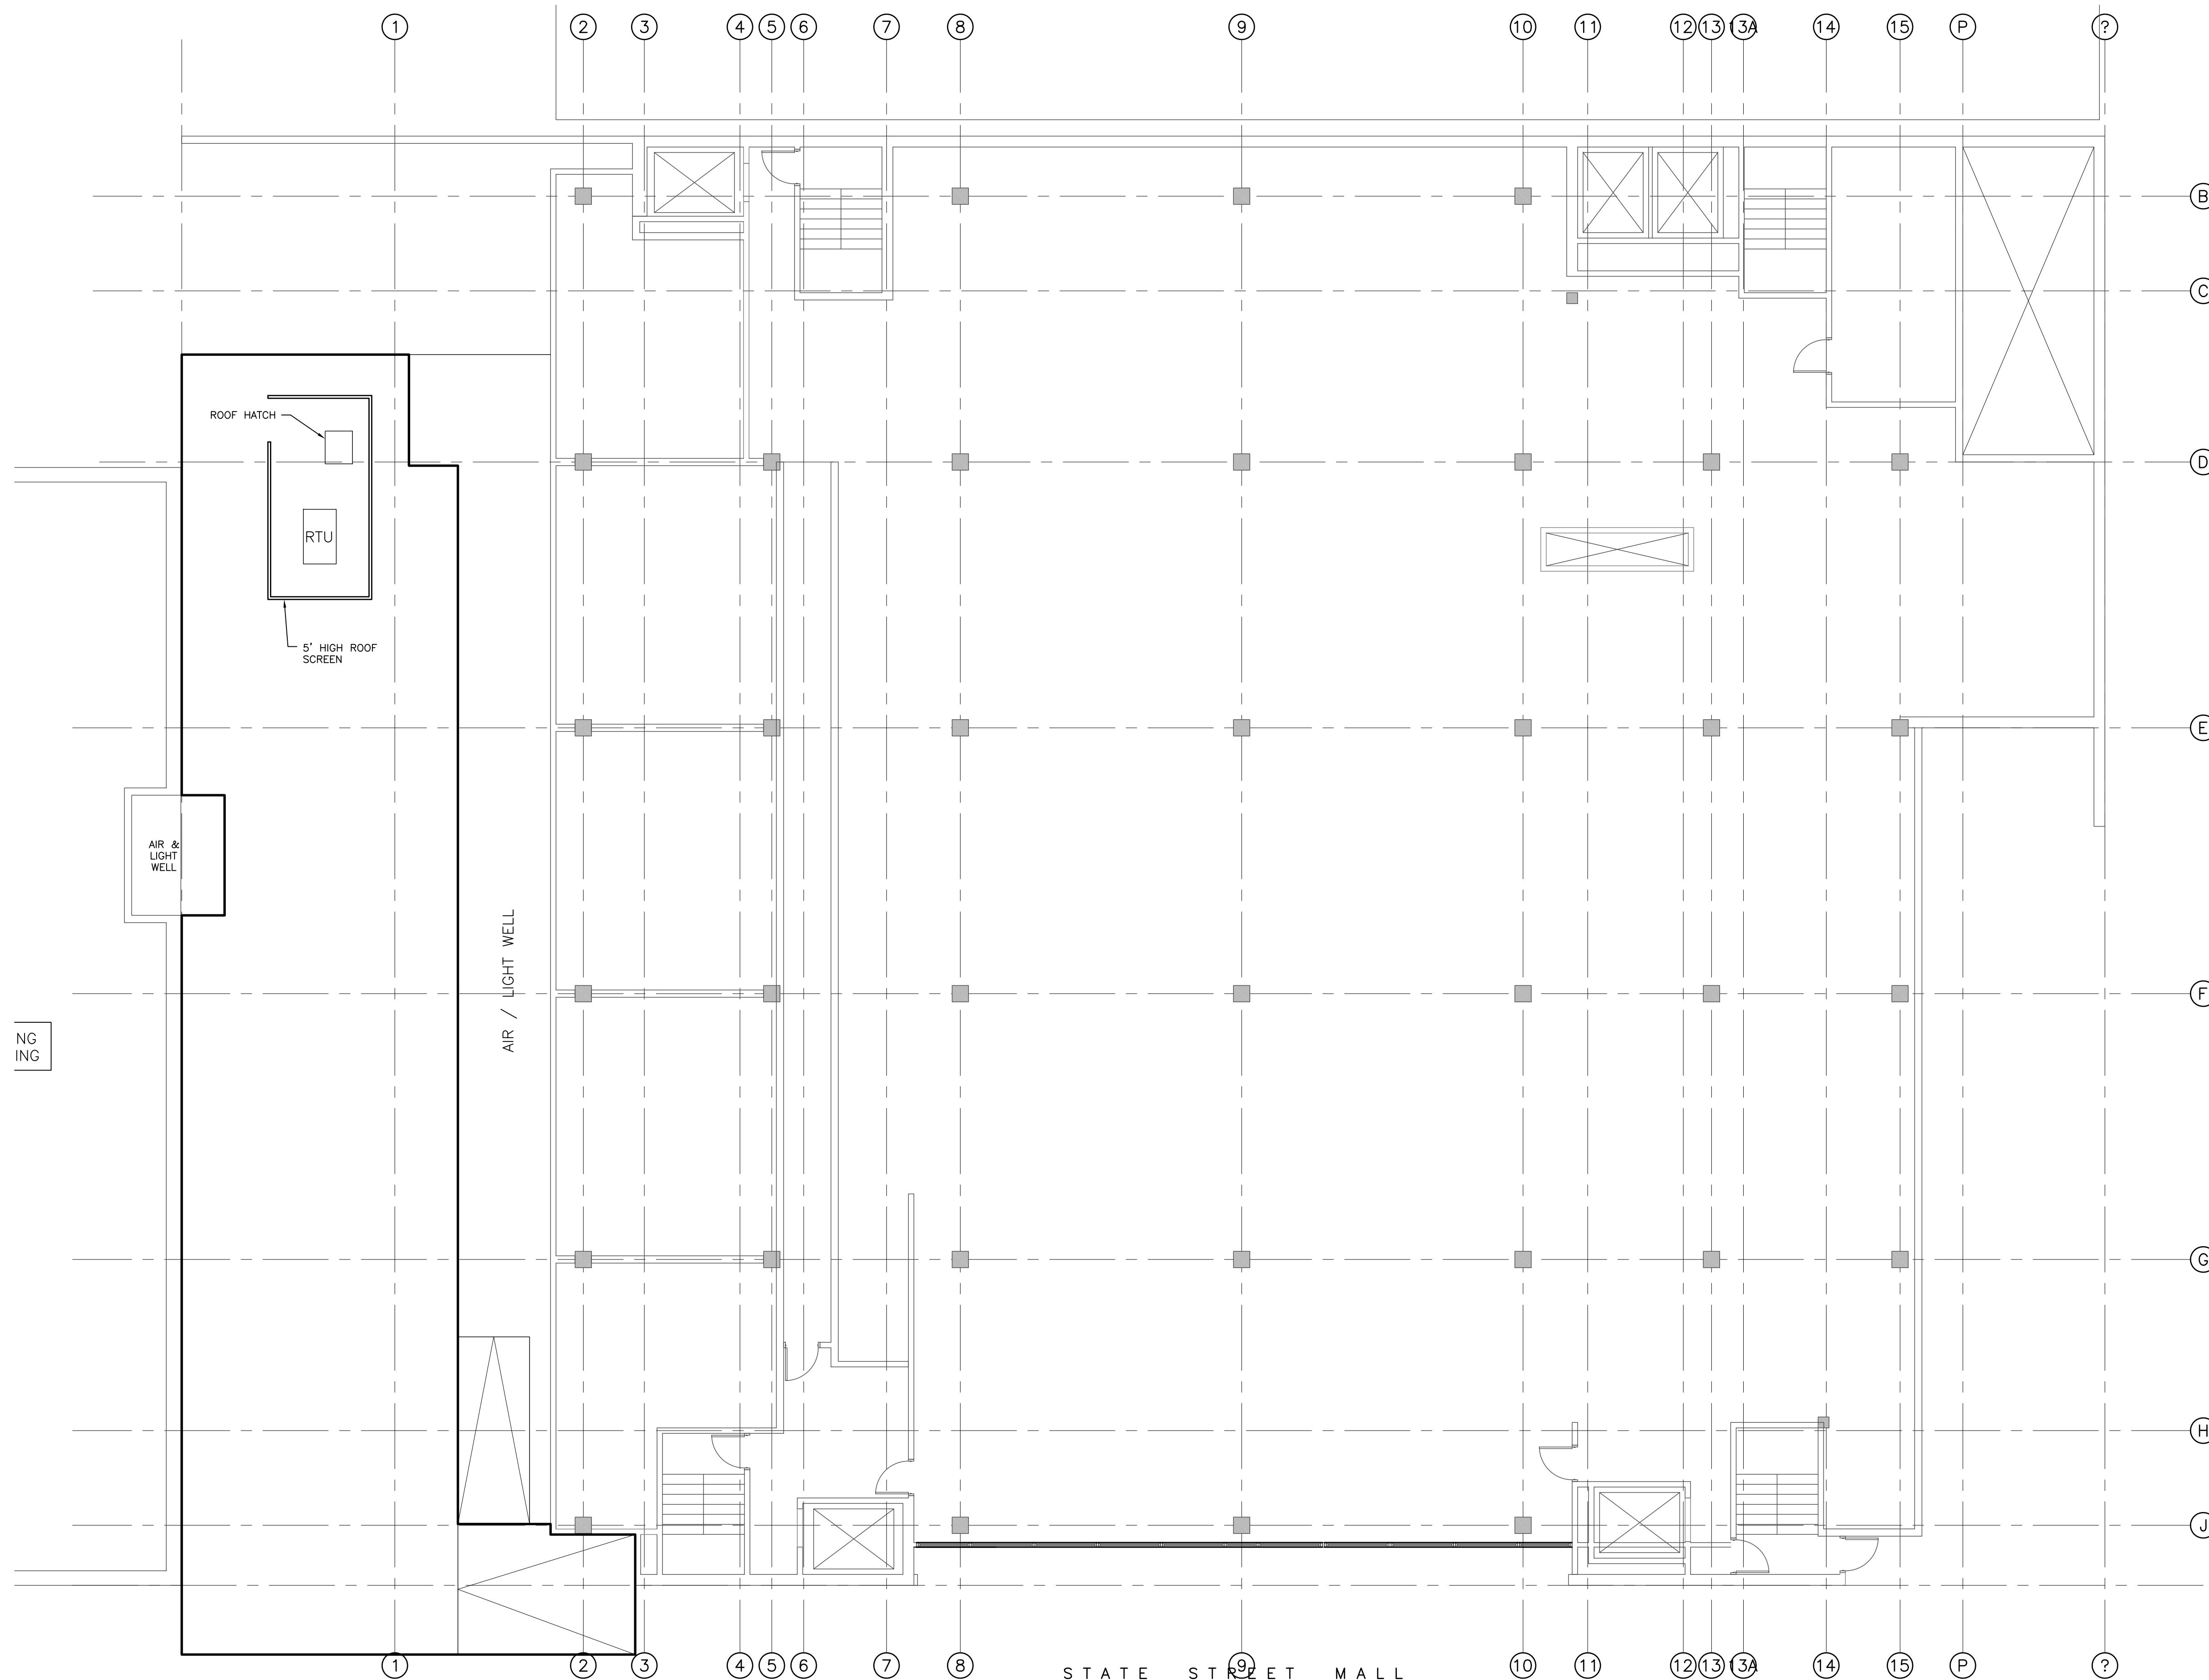 1 2 3 4 5 6 7 8 9 10 11 12 13 13A 14 15 P ?
B
C
ROOF HATCH
D
RTU
5' HIGH ROOF
SCREEN
E
AIR &
LIGHT
WELL
AIR / LIGHT WELL
F
NG
ING
G
H
J
1 2 3 4 5 6 7 8 9 10 11 12 13 13A 14 15 P ?
STATE STREET MALL